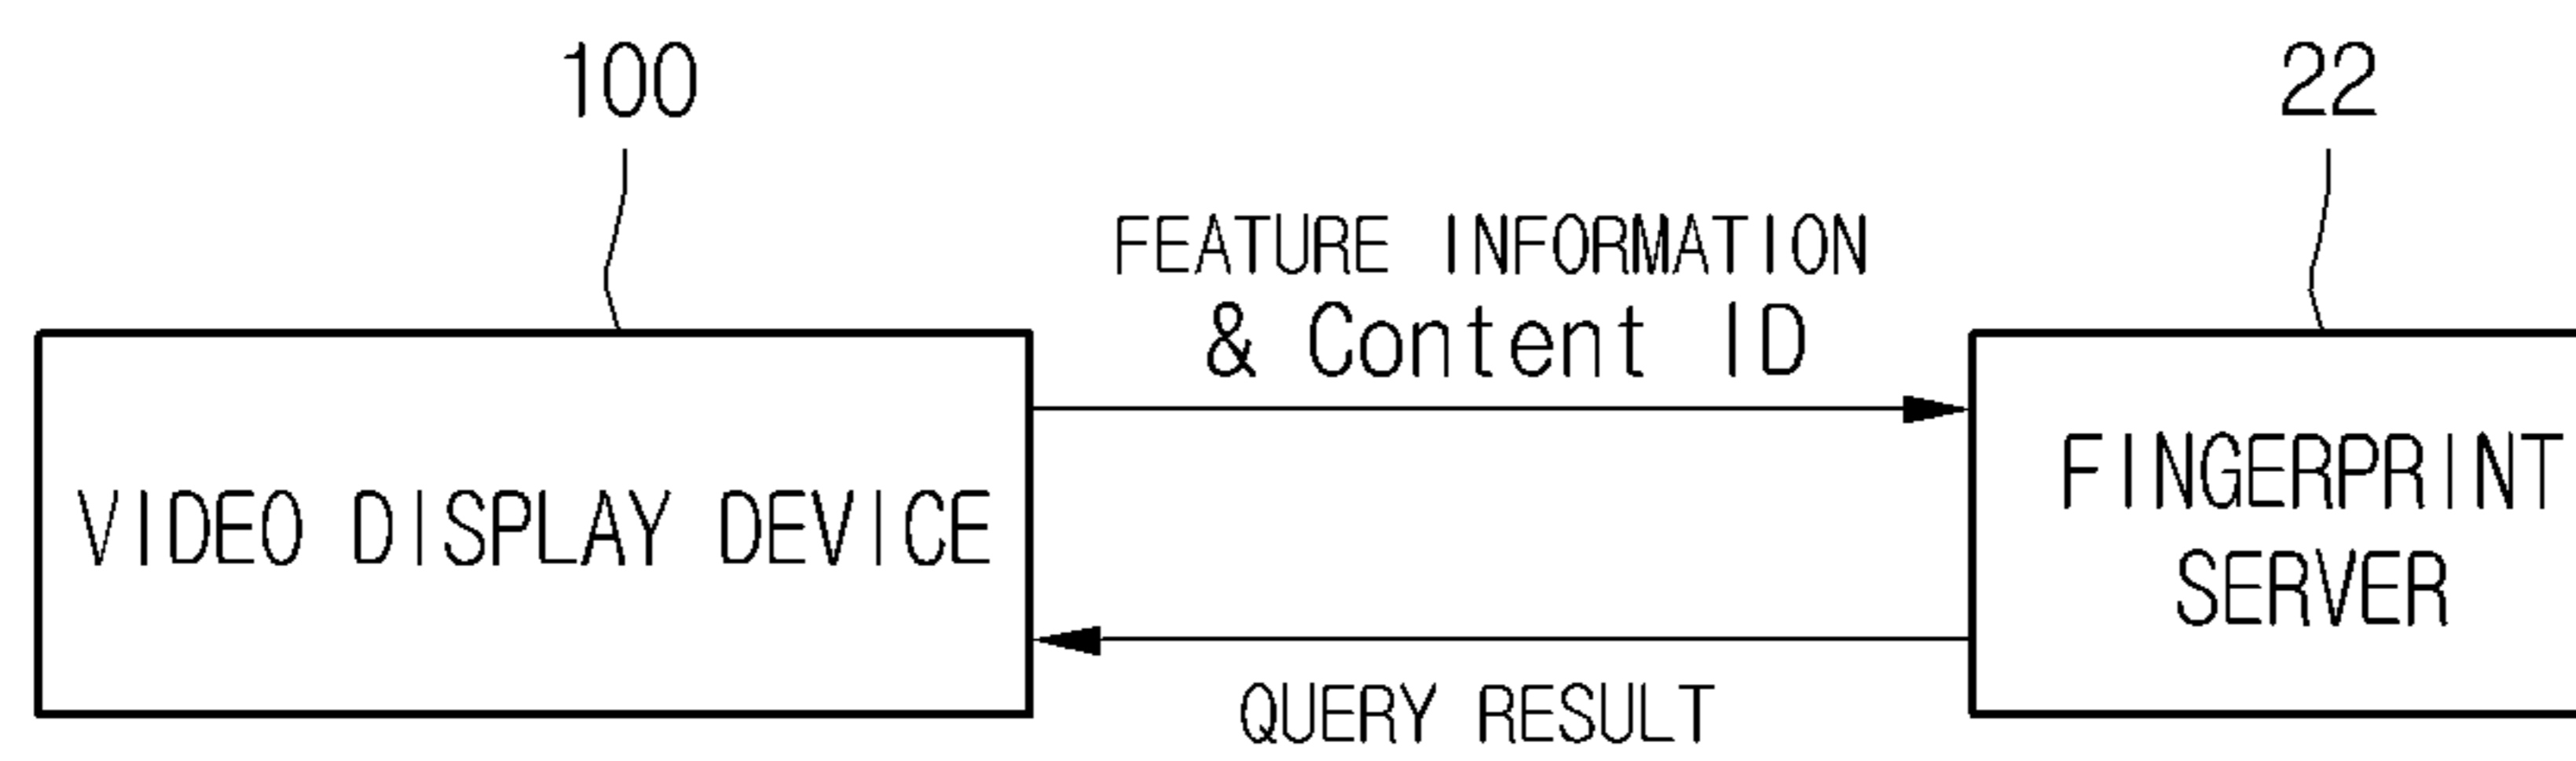 100
22
FEATURE INFORMATION
& Content ID
VIDEO DISPLAY DEVICE
FINGERPRINT
SERVER
QUERY RESULT